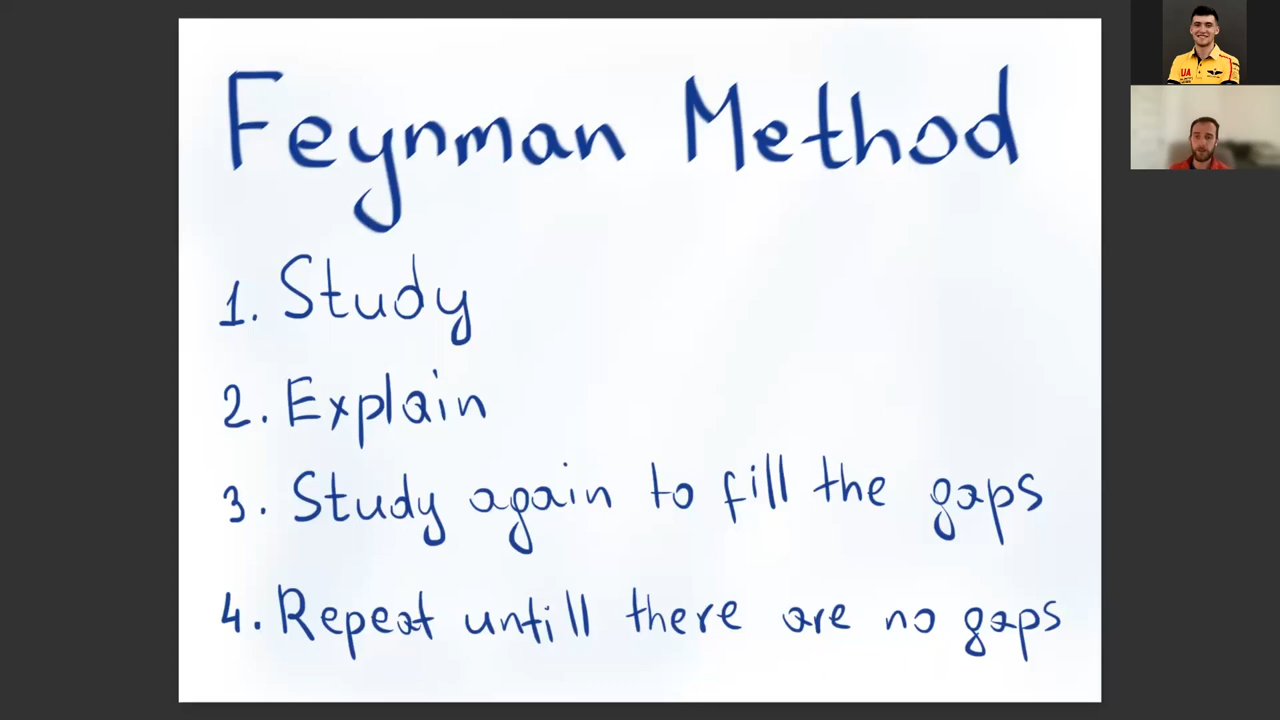 Feynman Method
1. Study
2. Explain
3. Study again to fill the gaps
4. Repeat untill there are no gaps
UA